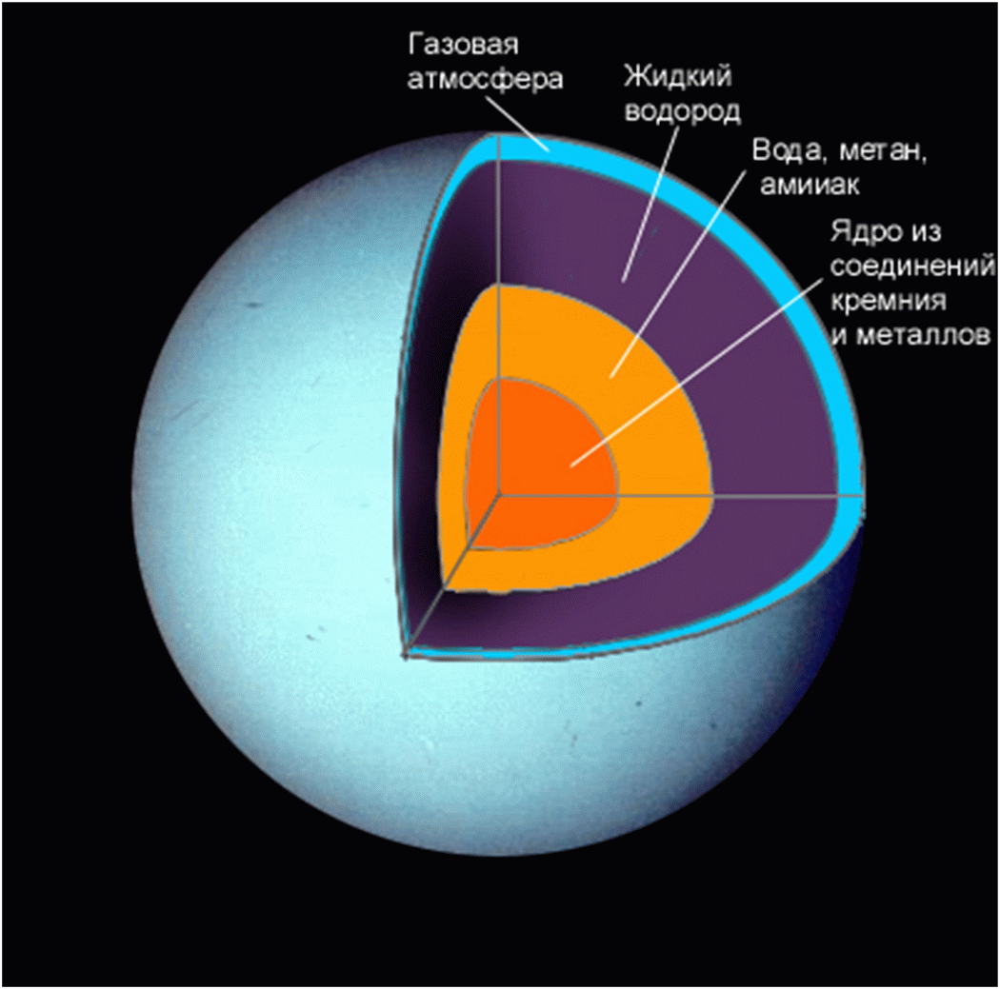 Газовая
атмосфера
Жидкий
водород
Вода, метан,
амииак
Ядро из
соединений
кремния
и металлов